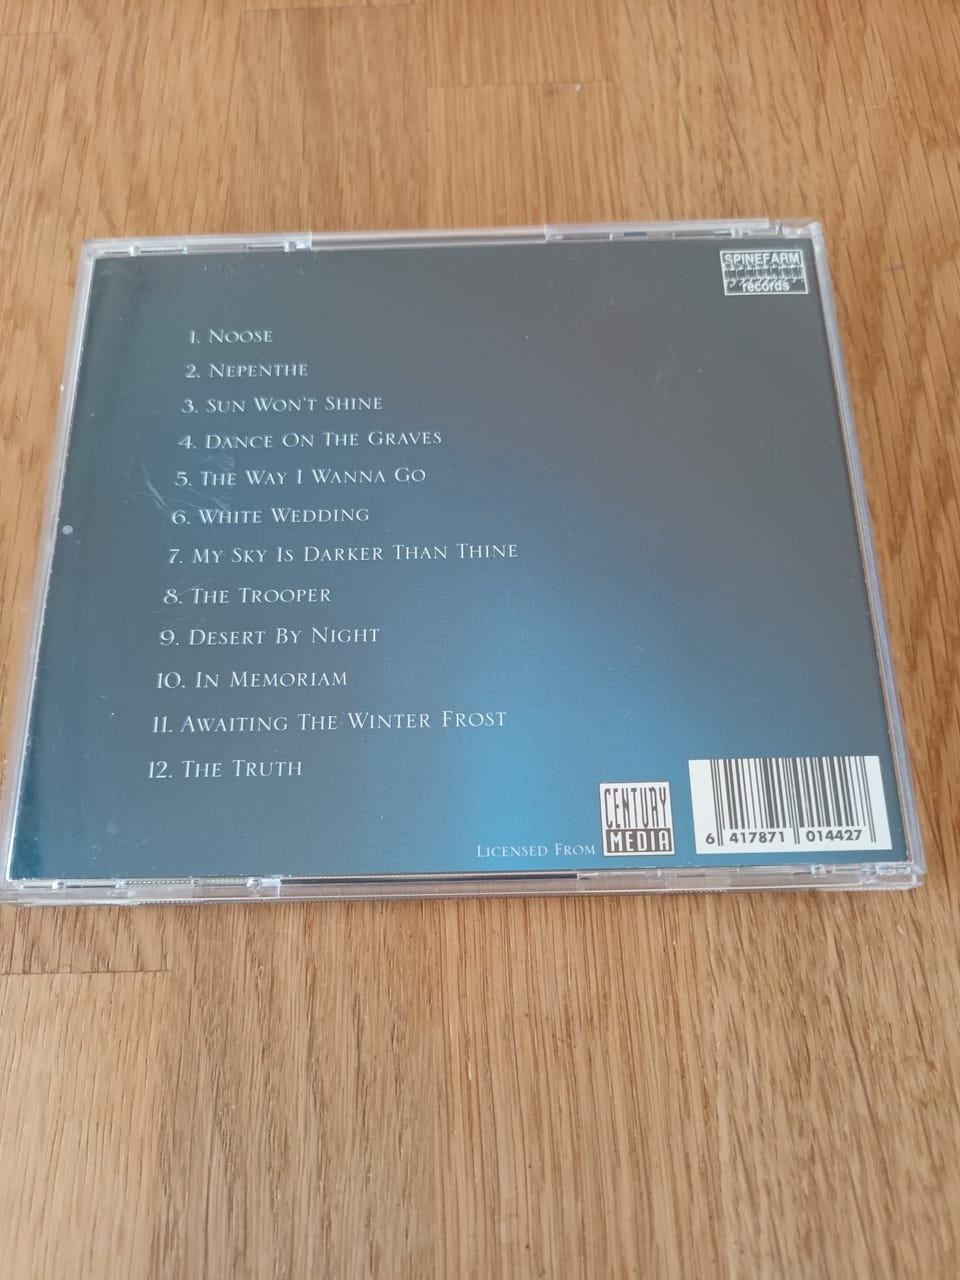 SPINEFARM
records
1. Noose
2. Nepenthe
3. Sun Won't Shine
4. Dance On The Graves
5. The Way I Wanna Go
6. White Wedding
7. My Sky Is Darker Than Thine
8. The Trooper
9. Desert By Night
10. In Memoriam
11. Awaiting The Winter Frost
12. The Truth
Licensed From CENTURY MEDIA
6 417871 014427